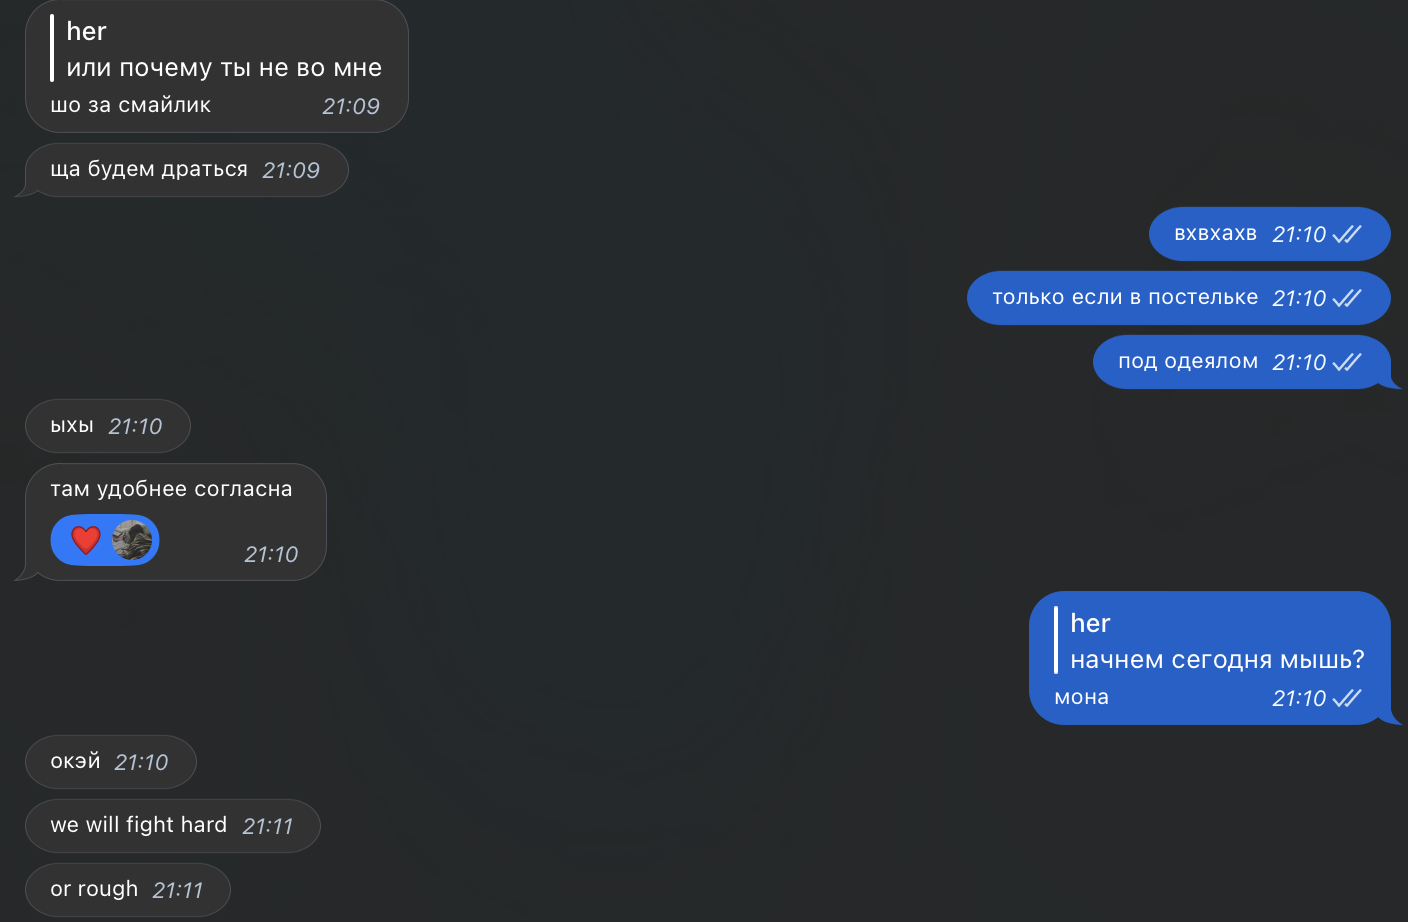 her
или почему ты не во мне
шо за смайлик 21:09
ща будем драться 21:09
вхвхахв 21:10
только если в постельке 21:10
под одеялом 21:10
ыхы 21:10
там удобнее согласна
21:10
her
начнем сегодня мышь?
мона 21:10
окэй 21:10
we will fight hard 21:11
or rough 21:11